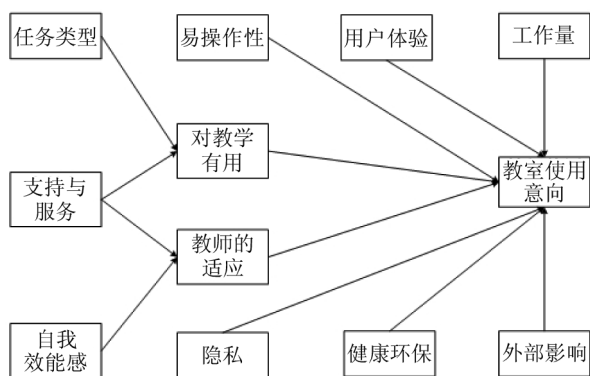 任务类型
易操作性
用户体验
工作量
对教学
有用
教室使用
意向
支持与
服务
教师的
适应
自我
效能感
隐私
健康环保
外部影响